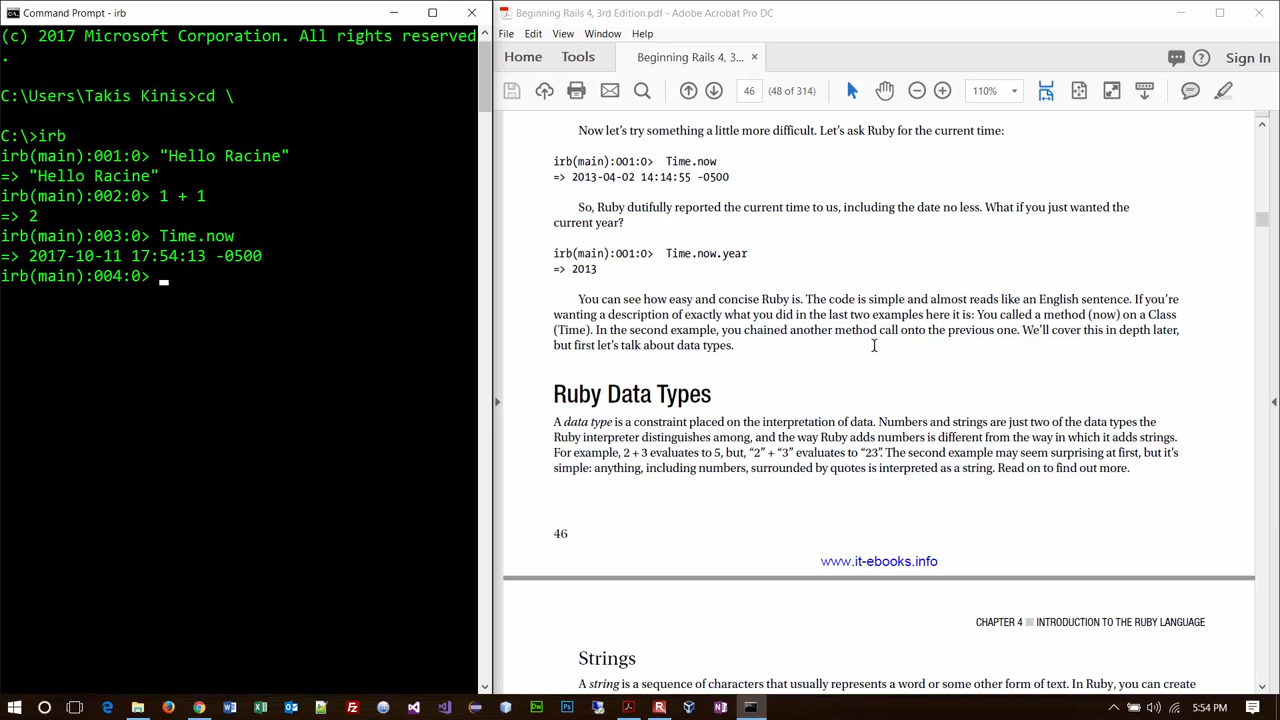 Command Prompt - irb
(c) 2017 Microsoft Corporation. All rights reserved
.
C:\Users\Takis Kinis>cd \
C:\>irb
irb(main):001:0> "Hello Racine"
=> "Hello Racine"
irb(main):002:0> 1 + 1
=> 2
irb(main):003:0> Time.now
=> 2017-10-11 17:54:13 -0500
irb(main):004:0>
Beginning Rails 4, 3rd Edition.pdf - Adobe Acrobat Pro DC
File Edit View Window Help
Home Tools Beginning Rails 4, 3... × Sign In
46 (48 of 314) 110%
Now let's try something a little more difficult. Let's ask Ruby for the current time:
irb(main):001:0> Time.now
=> 2013-04-02 14:14:55 -0500
So, Ruby dutifully reported the current time to us, including the date no less. What if you just wanted the
current year?
irb(main):001:0> Time.now.year
=> 2013
You can see how easy and concise Ruby is. The code is simple and almost reads like an English sentence. If you're
wanting a description of exactly what you did in the last two examples here it is: You called a method (now) on a Class
(Time). In the second example, you chained another method call onto the previous one. We'll cover this in depth later,
but first let's talk about data types.
Ruby Data Types
A data type is a constraint placed on the interpretation of data. Numbers and strings are just two of the data types the
Ruby interpreter distinguishes among, and the way Ruby adds numbers is different from the way in which it adds strings.
For example, 2 + 3 evaluates to 5, but, “2” + “3” evaluates to “23”. The second example may seem surprising at first, but it's
simple: anything, including numbers, surrounded by quotes is interpreted as a string. Read on to find out more.
46
www.it-ebooks.info
CHAPTER 4 ■ INTRODUCTION TO THE RUBY LANGUAGE
Strings
A string is a sequence of characters that usually represents a word or some other form of text. In Ruby, you can create
5:54 PM